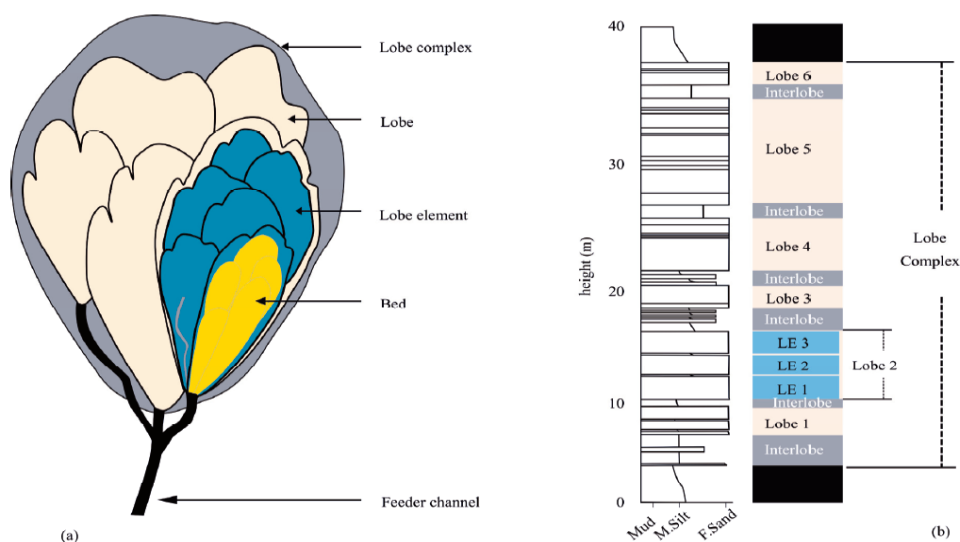 Lobe complex
Lobe
Lobe element
Bed
Feeder channel
(a)
40
30
20
10
0
height (m)
Mud
M.Silt
F.Sand
Lobe 6
Interlobe
Lobe 5
Interlobe
Lobe 4
Interlobe
Lobe 3
Interlobe
LE 3
LE 2
LE 1
Lobe 2
Interlobe
Lobe 1
Interlobe
Lobe
Complex
(b)